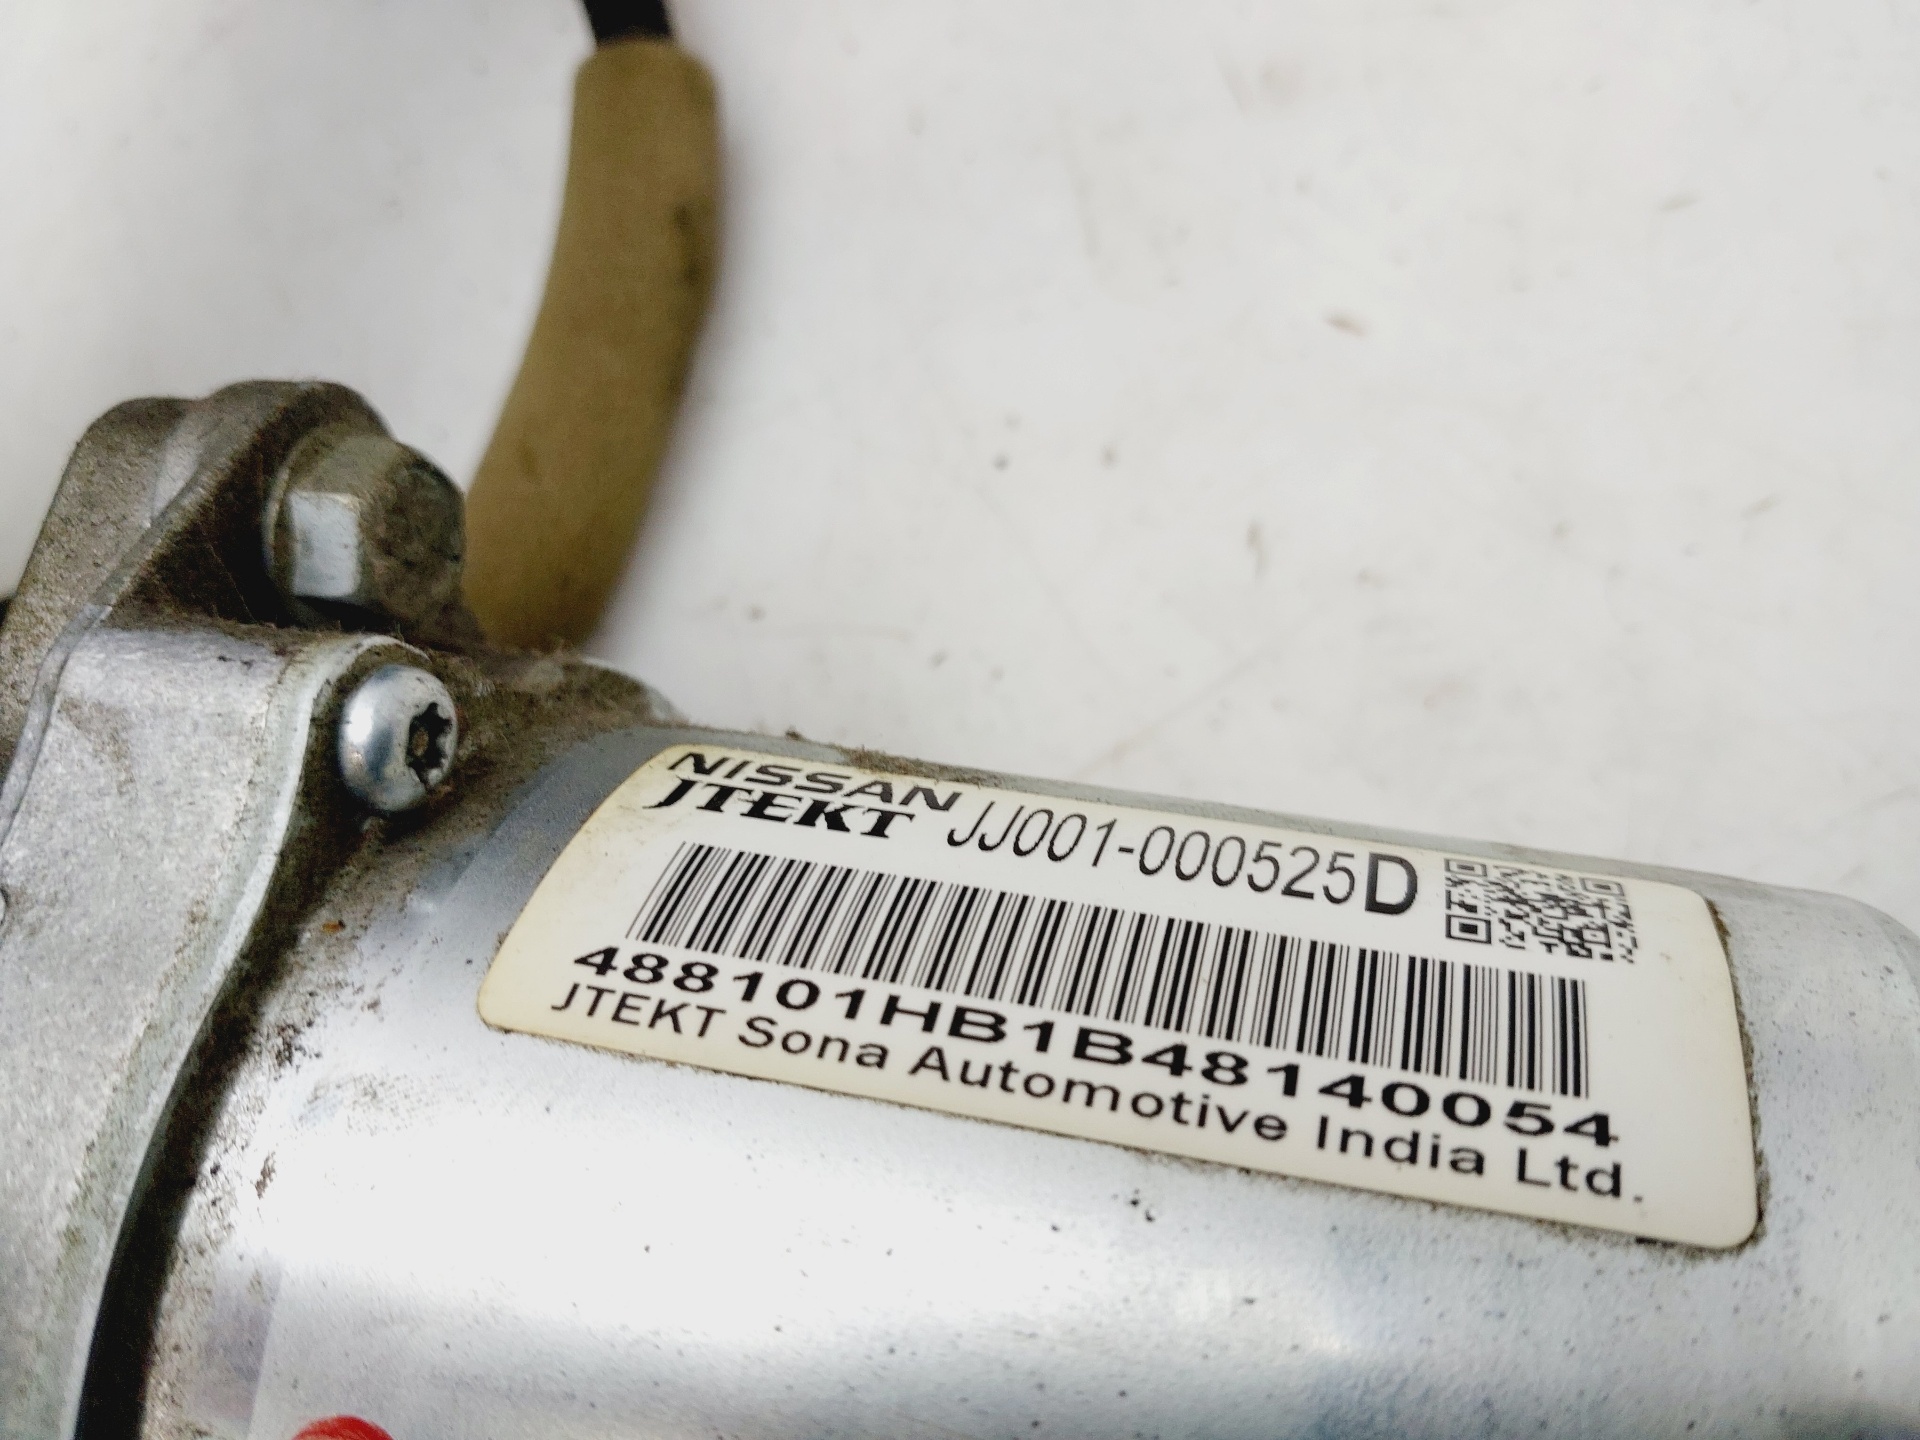 NISSAN
JTEKT JJ001-000525D
488101HB1B48140054
JTEKT Sona Automotive India Ltd.